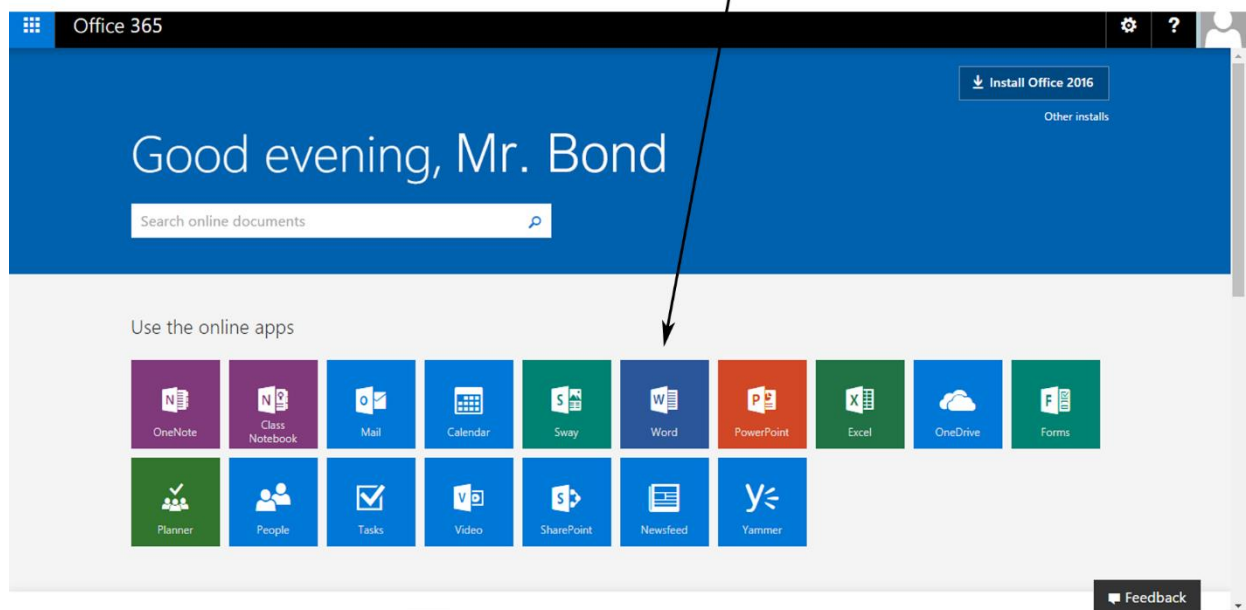 Office 365
?
Install Office 2016
Other installs
Good evening, Mr. Bond
Search online documents
Use the online apps
N
OneNote
N
Class
Notebook
o
Mail
Calendar
S
Sway
W
Word
P
PowerPoint
X
Excel
OneDrive
F
Forms
Planner
People
Tasks
V
Video
S
SharePoint
Newsfeed
y
Yammer
Feedback